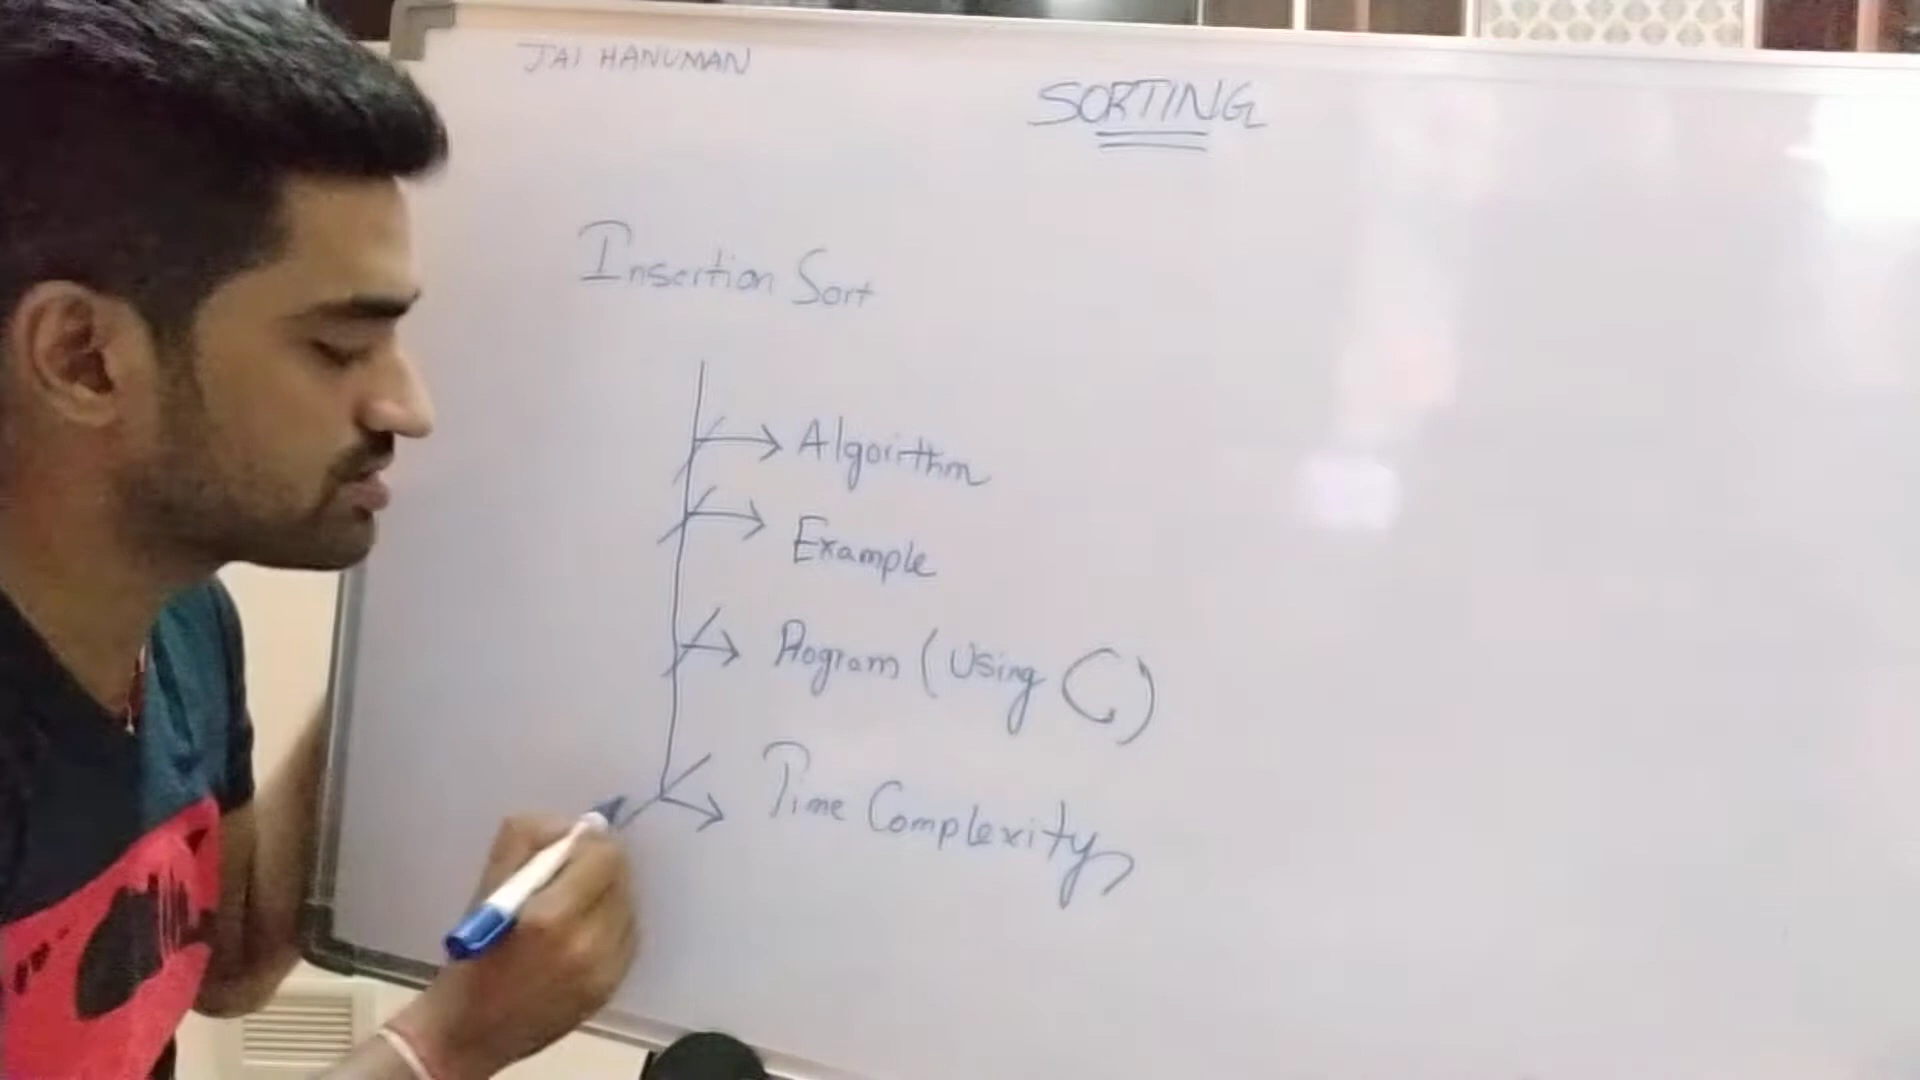 JAI HANUMAN
SORTING
Insertion Sort
Algorithm
Example
Program (Using C)
Time Complexity